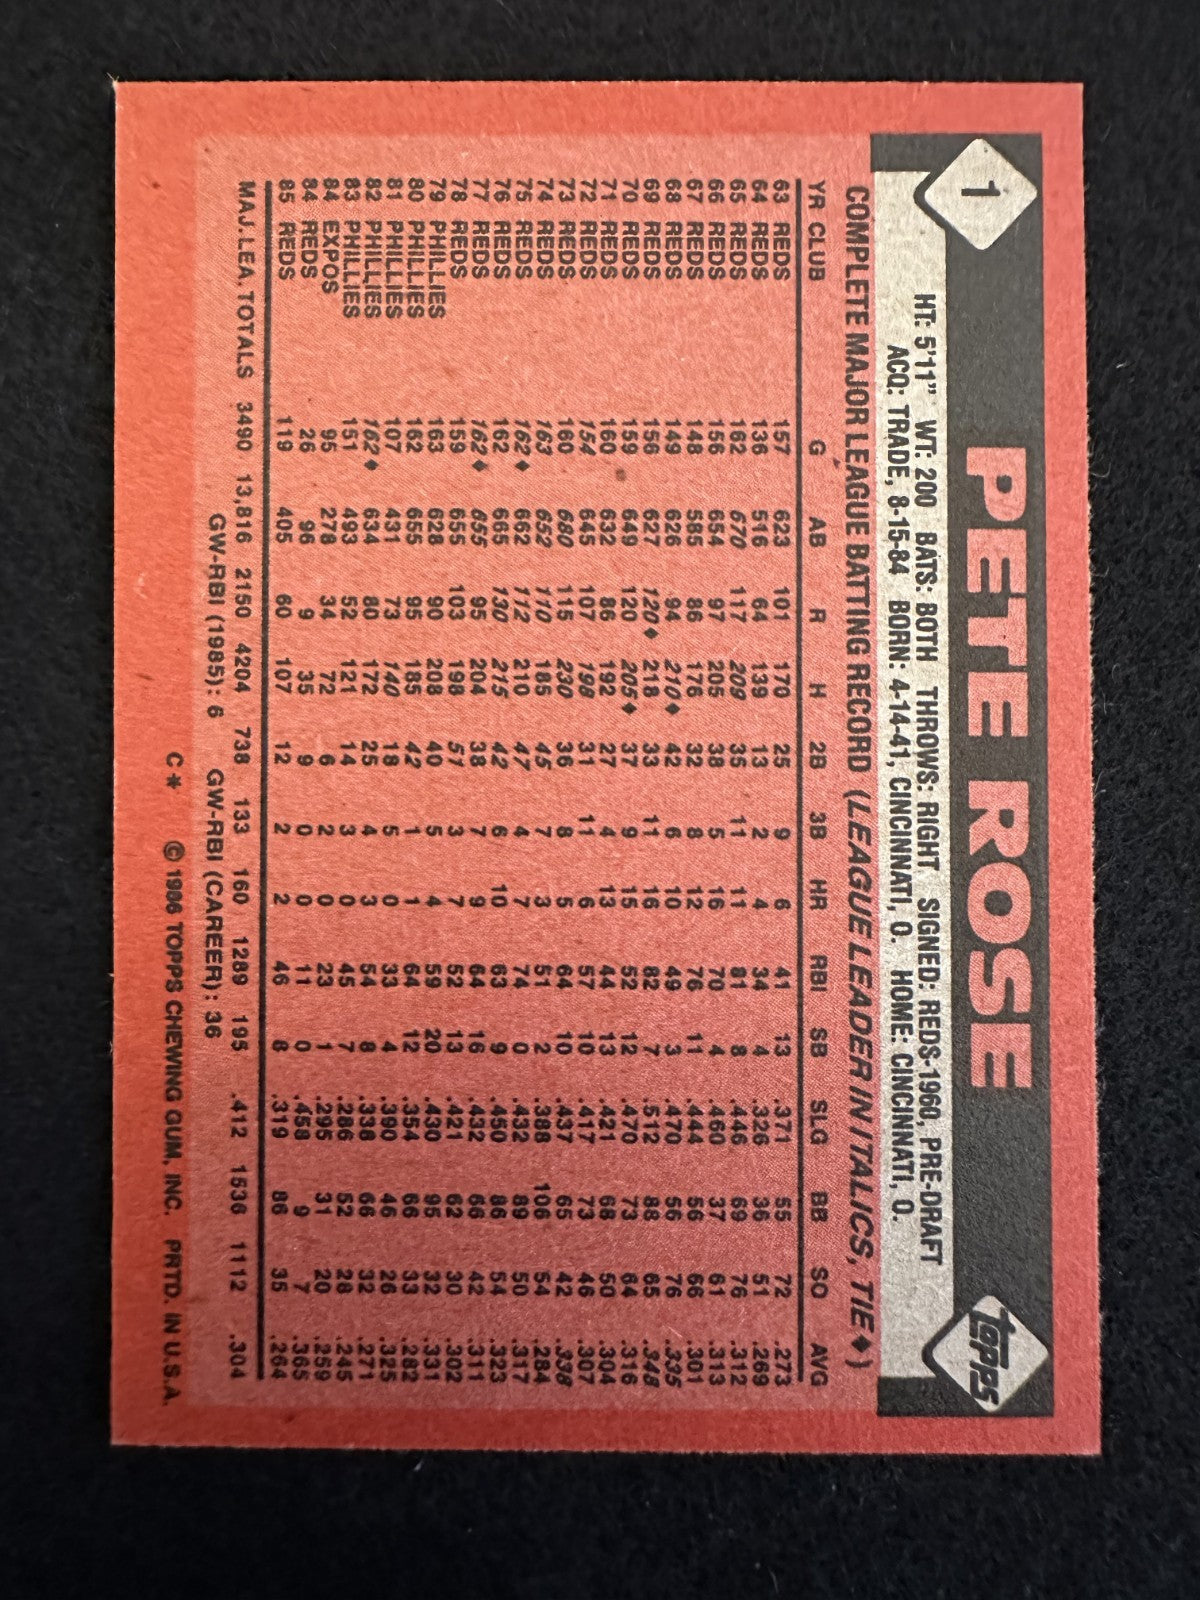 1
PETE ROSE
topps
HT: 5'11" WT: 200 BATS: BOTH THROWS: RIGHT SIGNED: REDS-1960, PRE-DRAFT
ACQ: TRADE, 8-15-84 BORN: 4-14-41, CINCINNATI, O. HOME: CINCINNATI, O.
COMPLETE MAJOR LEAGUE BATTING RECORD (LEAGUE LEADER IN ITALICS, TIE♦)
YR CLUB G AB R H 2B 3B HR RBI SB SLG BB SO AVG
63 REDS 157 623 101 170 25 9 6 41 13 .371 55 72 .273
64 REDS 136 516 64 139 13 2 4 34 4 .326 36 51 .269
65 REDS 162 670 117 209 35 11 11 81 8 .446 69 76 .312
66 REDS 156 654 97 205 38 5 16 70 4 .460 37 61 .313
67 REDS 148 585 86 176 32 8 12 76 11 .444 56 66 .301
68 REDS 149 626 94 210♦ 42 6 10 49 3 .470 56 76 .335
69 REDS 156 627 120♦ 218 33 11 16 82 7 .512 88 65 .348
70 REDS 159 649 120 205♦ 37 9 15 52 12 .470 73 64 .316
71 REDS 160 632 86 192 27 4 13 44 13 .421 68 50 .304
72 REDS 154 645 107 198 31 11 6 57 10 .417 73 46 .307
73 REDS 160 680 115 230 36 8 5 64 10 .437 65 42 .338
74 REDS 163 652 110 185 45 7 3 51 2 .388 106 54 .284
75 REDS 162♦ 662 112 210 47 4 7 74 0 .432 89 50 .317
76 REDS 162 665 130 215 42 6 10 63 9 .450 86 54 .323
77 REDS 162♦ 655 95 204 38 7 9 64 16 .432 66 42 .311
78 REDS 159 655 103 198 51 3 7 52 13 .421 62 30 .302
79 PHILLIES 163 628 90 208 40 5 4 59 20 .430 95 32 .331
80 PHILLIES 162 655 95 185 42 1 1 64 12 .354 66 33 .282
81 PHILLIES 107 431 73 140 18 5 0 33 4 .390 46 26 .325
82 PHILLIES 162♦ 634 80 172 25 4 3 54 8 .338 66 32 .271
83 PHILLIES 151 493 52 121 14 3 0 45 7 .286 52 28 .245
84 EXPOS 95 278 34 72 6 2 0 23 1 .295 31 20 .259
84 REDS 26 96 9 35 9 0 0 11 0 .458 9 7 .365
85 REDS 119 405 60 107 12 2 2 46 8 .319 86 35 .264
MAJ. LEA. TOTALS 3490 13,816 2150 4204 738 133 160 1289 195 .412 1536 1112 .304
GW-RBI (1985): 6 GW-RBI (CAREER): 36
C* © 1986 TOPPS CHEWING GUM, INC. PRTD. IN U.S.A.